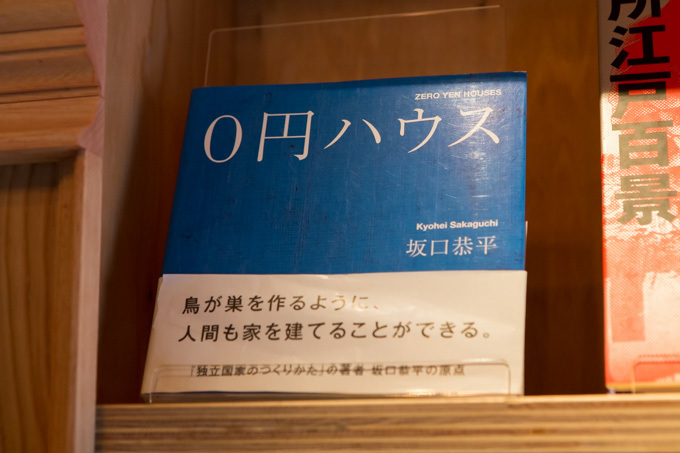 ZERO YEN HOUSES
0円ハウス
Kyohei Sakaguchi
坂口恭平
鳥が巣を作るように、
人間も家を建てることができる。
「独立国家のつくりかた」の著者 坂口恭平の原点
所江戸百景